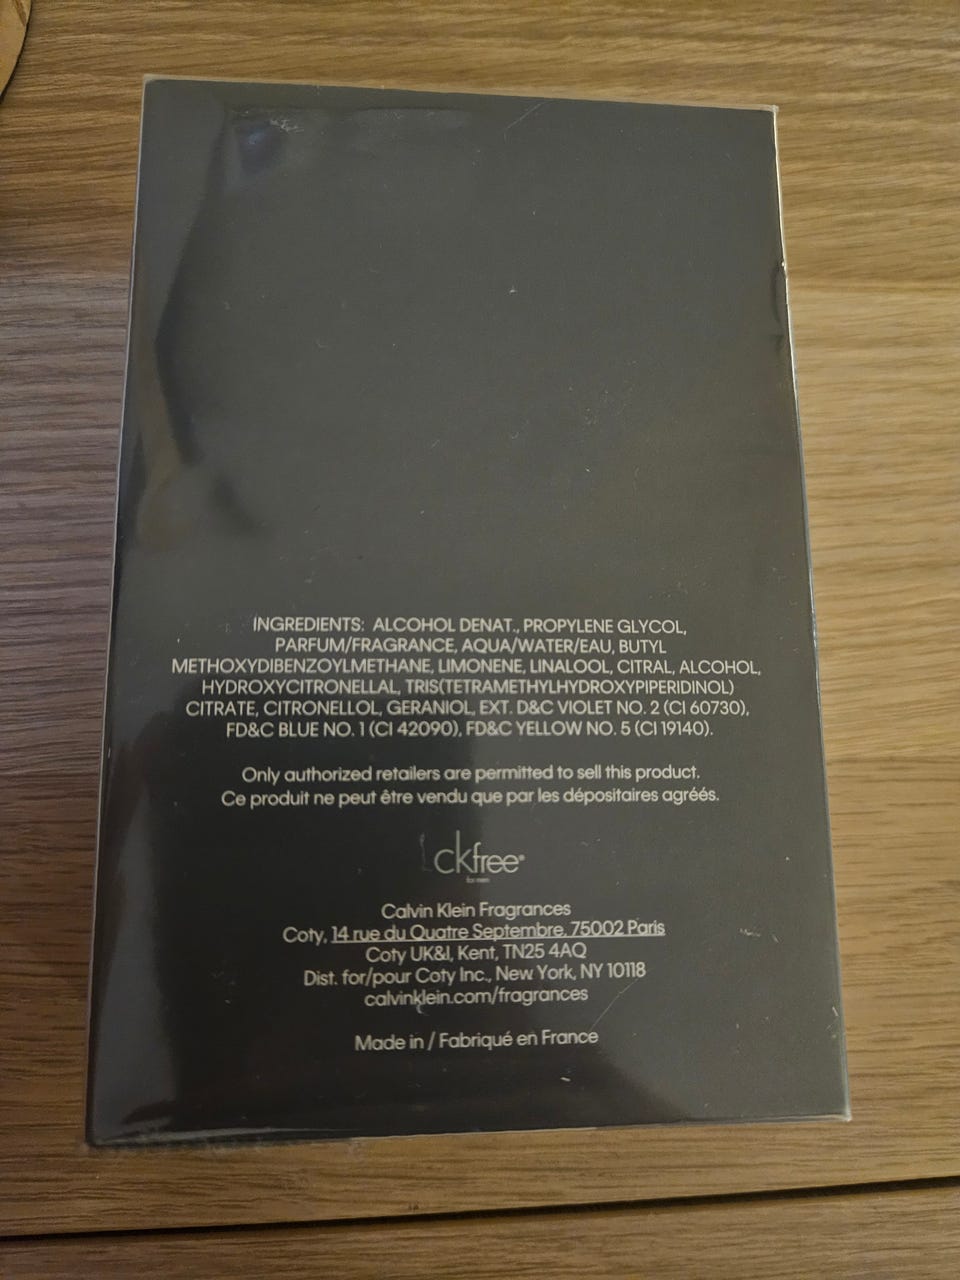 INGREDIENTS: ALCOHOL DENAT., PROPYLENE GLYCOL,
PARFUM/FRAGRANCE, AQUA/WATER/EAU, BUTYL
METHOXYDIBENZOYLMETHANE, LIMONENE, LINALOOL, CITRAL, ALCOHOL,
HYDROXYCITRONELLAL, TRIS(TETRAMETHYLHYDROXYPIPERIDINOL)
CITRATE, CITRONELLOL, GERANIOL, EXT. D&C VIOLET NO. 2 (CI 60730),
FD&C BLUE NO. 1 (CI 42090), FD&C YELLOW NO. 5 (CI 19140).
Only authorized retailers are permitted to sell this product.
Ce produit ne peut être vendu que par les dépositaires agréés.
ckfree®
for men
Calvin Klein Fragrances
Coty, 14 rue du Quatre Septembre, 75002 Paris
Coty UK&I, Kent, TN25 4AQ
Dist. for/pour Coty Inc., New York, NY 10118
calvinklein.com/fragrances
Made in / Fabriqué en France